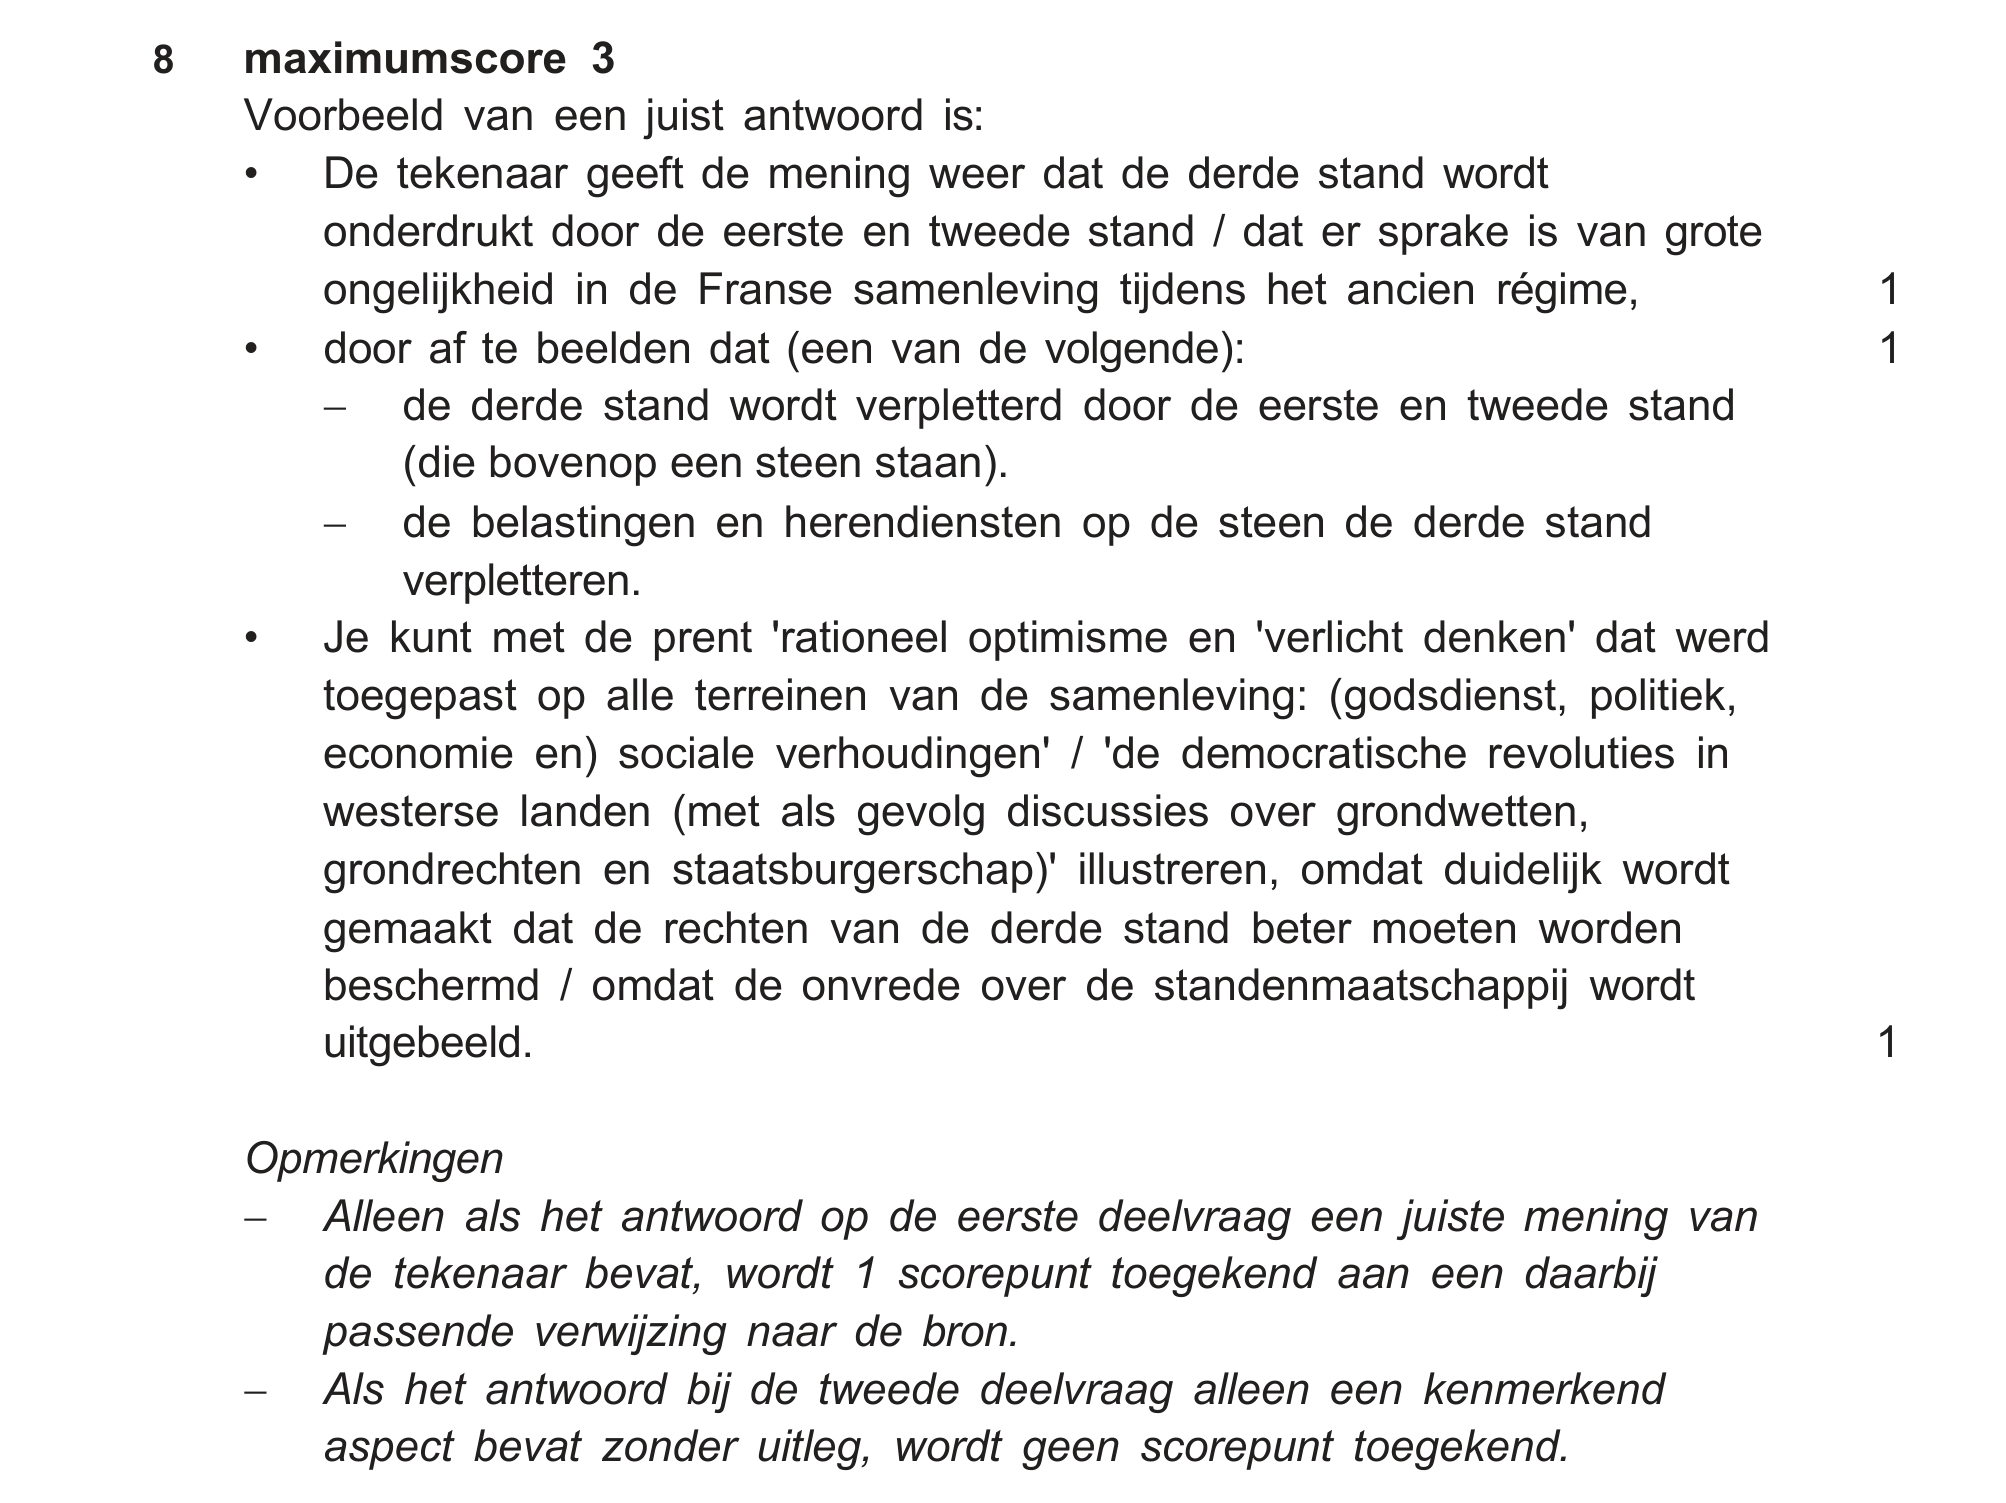 8 maximumscore 3
Voorbeeld van een juist antwoord is:
• De tekenaar geeft de mening weer dat de derde stand wordt
onderdrukt door de eerste en tweede stand / dat er sprake is van grote
ongelijkheid in de Franse samenleving tijdens het ancien régime, 1
• door af te beelden dat (een van de volgende): 1
− de derde stand wordt verpletterd door de eerste en tweede stand
(die bovenop een steen staan).
− de belastingen en herendiensten op de steen de derde stand
verpletteren.
• Je kunt met de prent 'rationeel optimisme en 'verlicht denken' dat werd
toegepast op alle terreinen van de samenleving: (godsdienst, politiek,
economie en) sociale verhoudingen' / 'de democratische revoluties in
westerse landen (met als gevolg discussies over grondwetten,
grondrechten en staatsburgerschap)' illustreren, omdat duidelijk wordt
gemaakt dat de rechten van de derde stand beter moeten worden
beschermd / omdat de onvrede over de standenmaatschappij wordt
uitgebeeld. 1
Opmerkingen
− Alleen als het antwoord op de eerste deelvraag een juiste mening van
de tekenaar bevat, wordt 1 scorepunt toegekend aan een daarbij
passende verwijzing naar de bron.
− Als het antwoord bij de tweede deelvraag alleen een kenmerkend
aspect bevat zonder uitleg, wordt geen scorepunt toegekend.